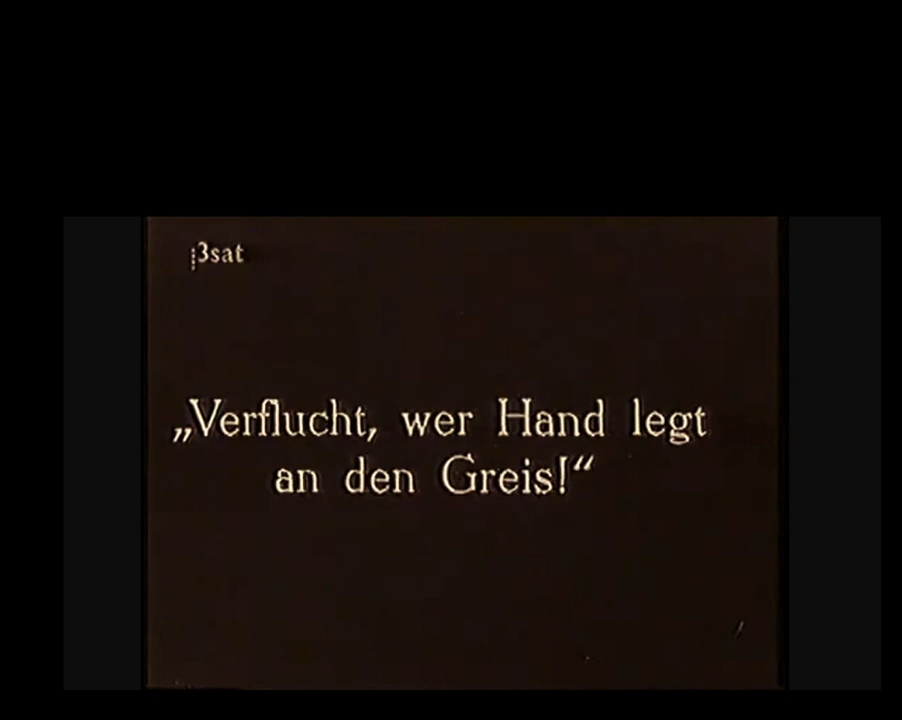 3sat
„Verflucht, wer Hand legt
an den Greis!“